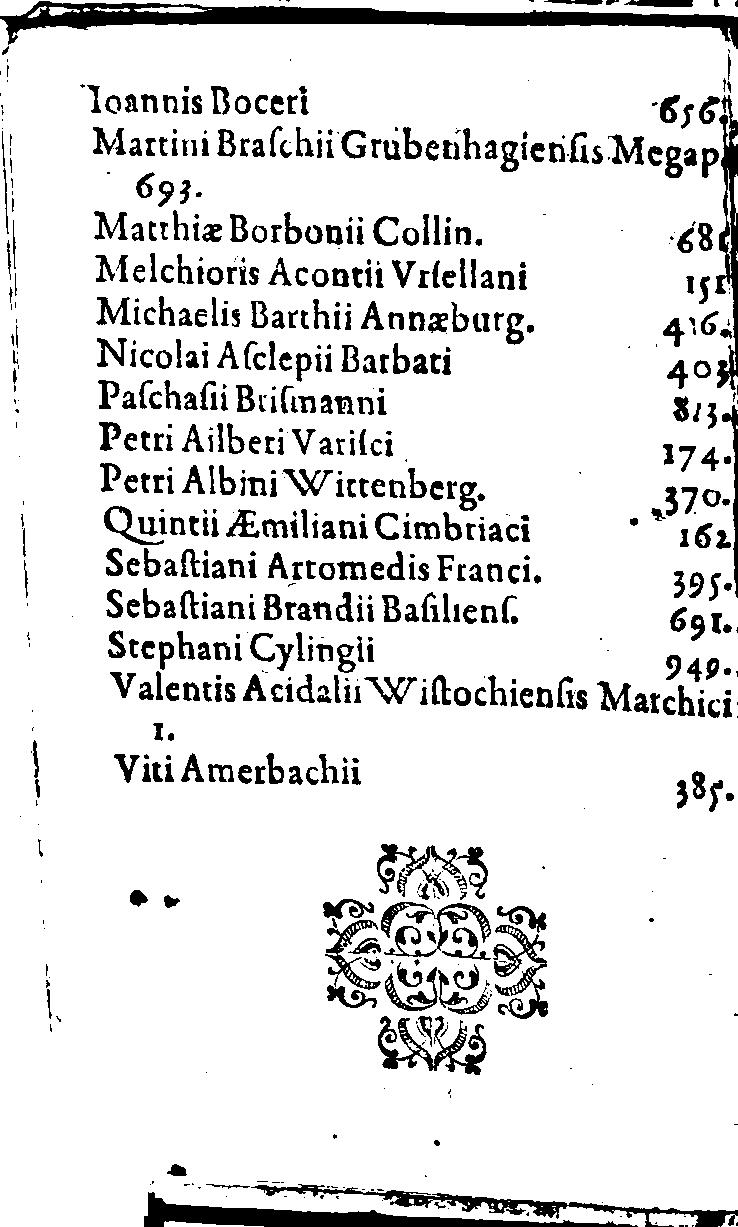 Ioannis Boceri 656.
Martini Braſchii Grubenhagienſis Megap
693.
Matthiæ Borbonii Collin. 681
Melchioris Acontii Vrſellani 151
Michaelis Barthii Annæburg. 416.
Nicolai Aſclepii Barbati 403
Paſchaſii Briſmanni 813.
Petri Ailberi Variſci 174.
Petri Albini Wittenberg. 370.
Quintii Æmiliani Cimbriaci 162
Sebaſtiani Artomedis Franci. 395.
Sebaſtiani Brandii Baſilienſ. 691.
Stephani Cylingii 949.
Valentis Acidalii Wiſtochienſis Marchici
1.
Viti Amerbachii 385.